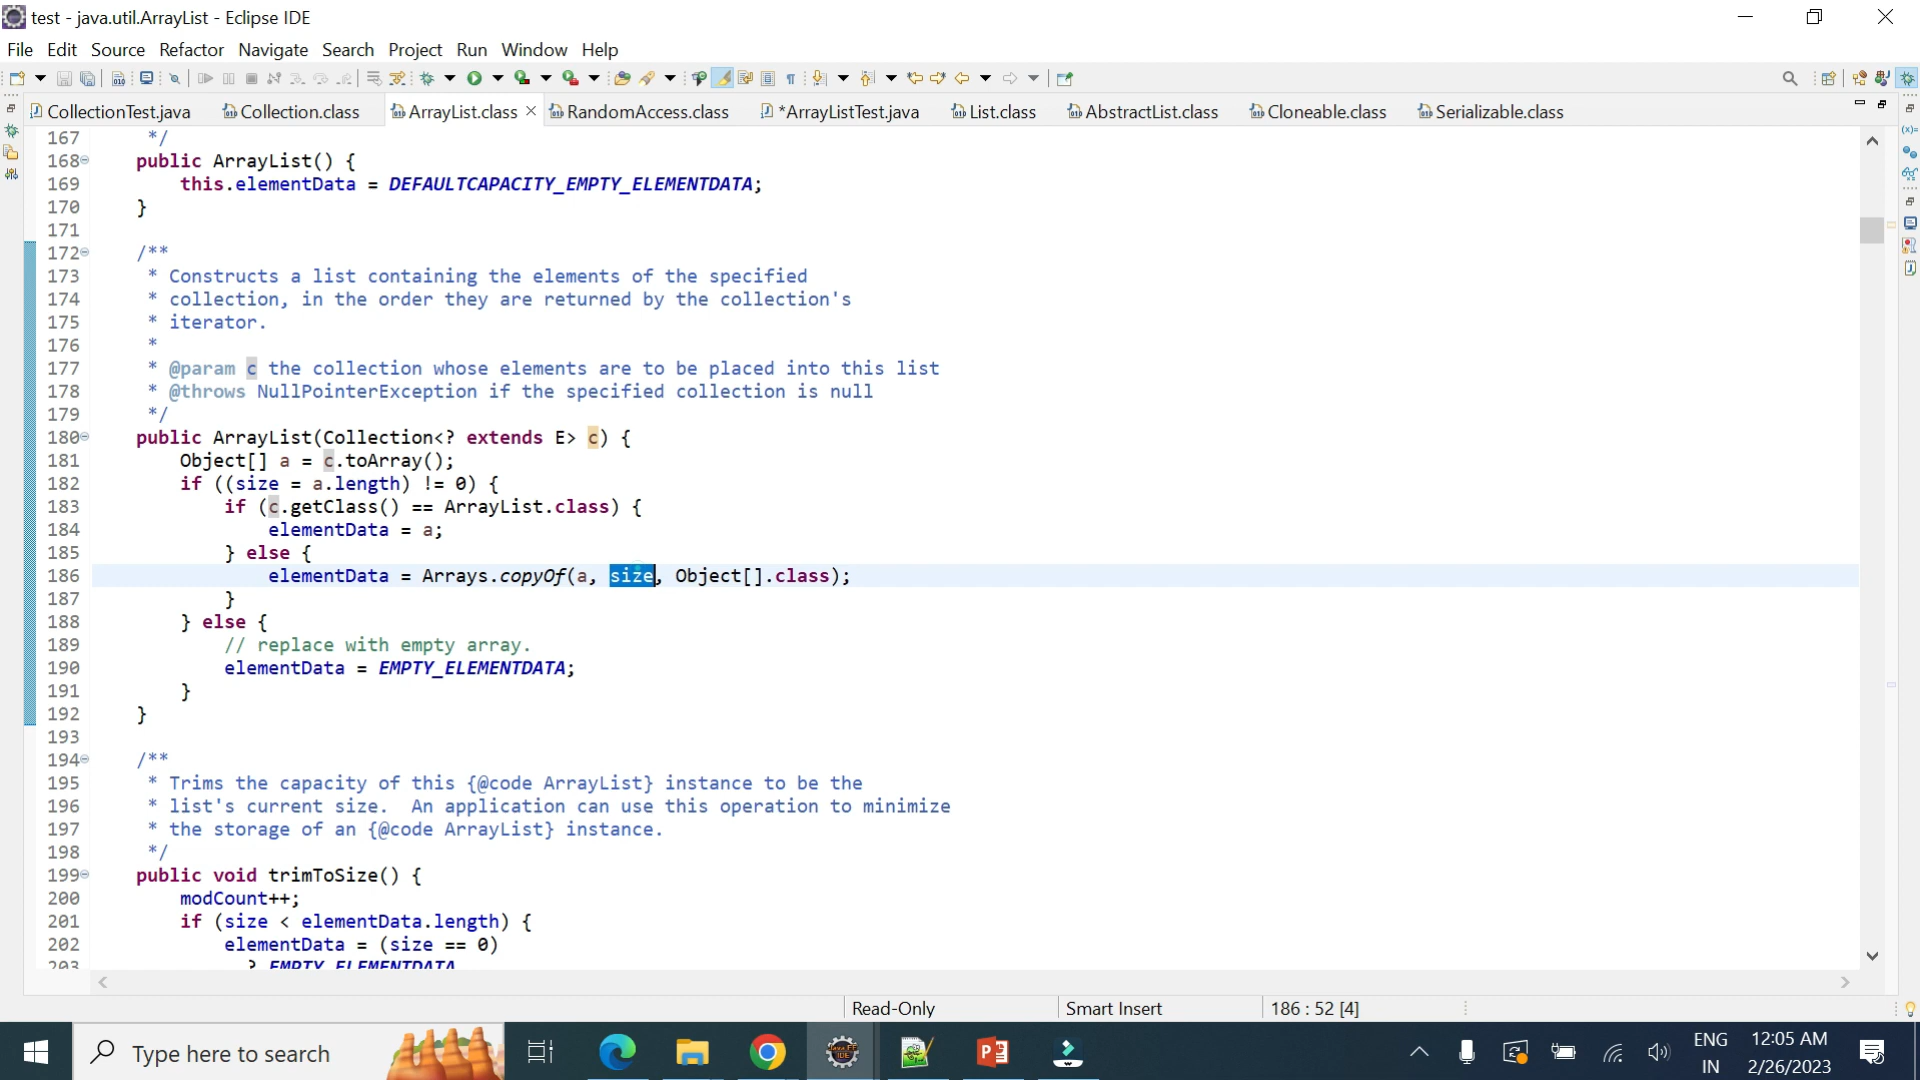 test - java.util.ArrayList - Eclipse IDE
File Edit Source Refactor Navigate Search Project Run Window Help
CollectionTest.java Collection.class ArrayList.class RandomAccess.class *ArrayListTest.java List.class AbstractList.class Cloneable.class Serializable.class
167 */
168 public ArrayList() {
169 this.elementData = DEFAULTCAPACITY_EMPTY_ELEMENTDATA;
170 }
171
172 /**
173 * Constructs a list containing the elements of the specified
174 * collection, in the order they are returned by the collection's
175 * iterator.
176 *
177 * @param c the collection whose elements are to be placed into this list
178 * @throws NullPointerException if the specified collection is null
179 */
180 public ArrayList(Collection<? extends E> c) {
181 Object[] a = c.toArray();
182 if ((size = a.length) != 0) {
183 if (c.getClass() == ArrayList.class) {
184 elementData = a;
185 } else {
186 elementData = Arrays.copyOf(a, size, Object[].class);
187 }
188 } else {
189 // replace with empty array.
190 elementData = EMPTY_ELEMENTDATA;
191 }
192 }
193
194 /**
195 * Trims the capacity of this {@code ArrayList} instance to be the
196 * list's current size.  An application can use this operation to minimize
197 * the storage of an {@code ArrayList} instance.
198 */
199 public void trimToSize() {
200 modCount++;
201 if (size < elementData.length) {
202 elementData = (size == 0)
203 ? EMPTY_ELEMENTDATA
Read-Only Smart Insert 186 : 52 [4]
Type here to search
ENG 12:05 AM
IN 2/26/2023